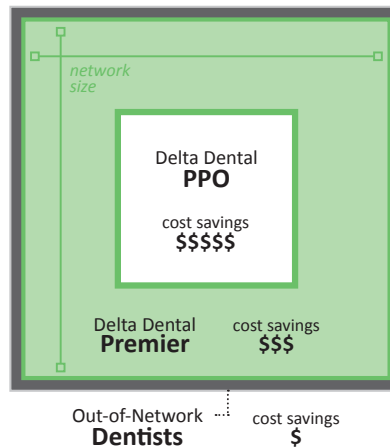 network
size
Delta Dental
PPO
cost savings
$$$$$
Delta Dental
Premier
cost savings
$$$
Out-of-Network
Dentists
cost savings
$